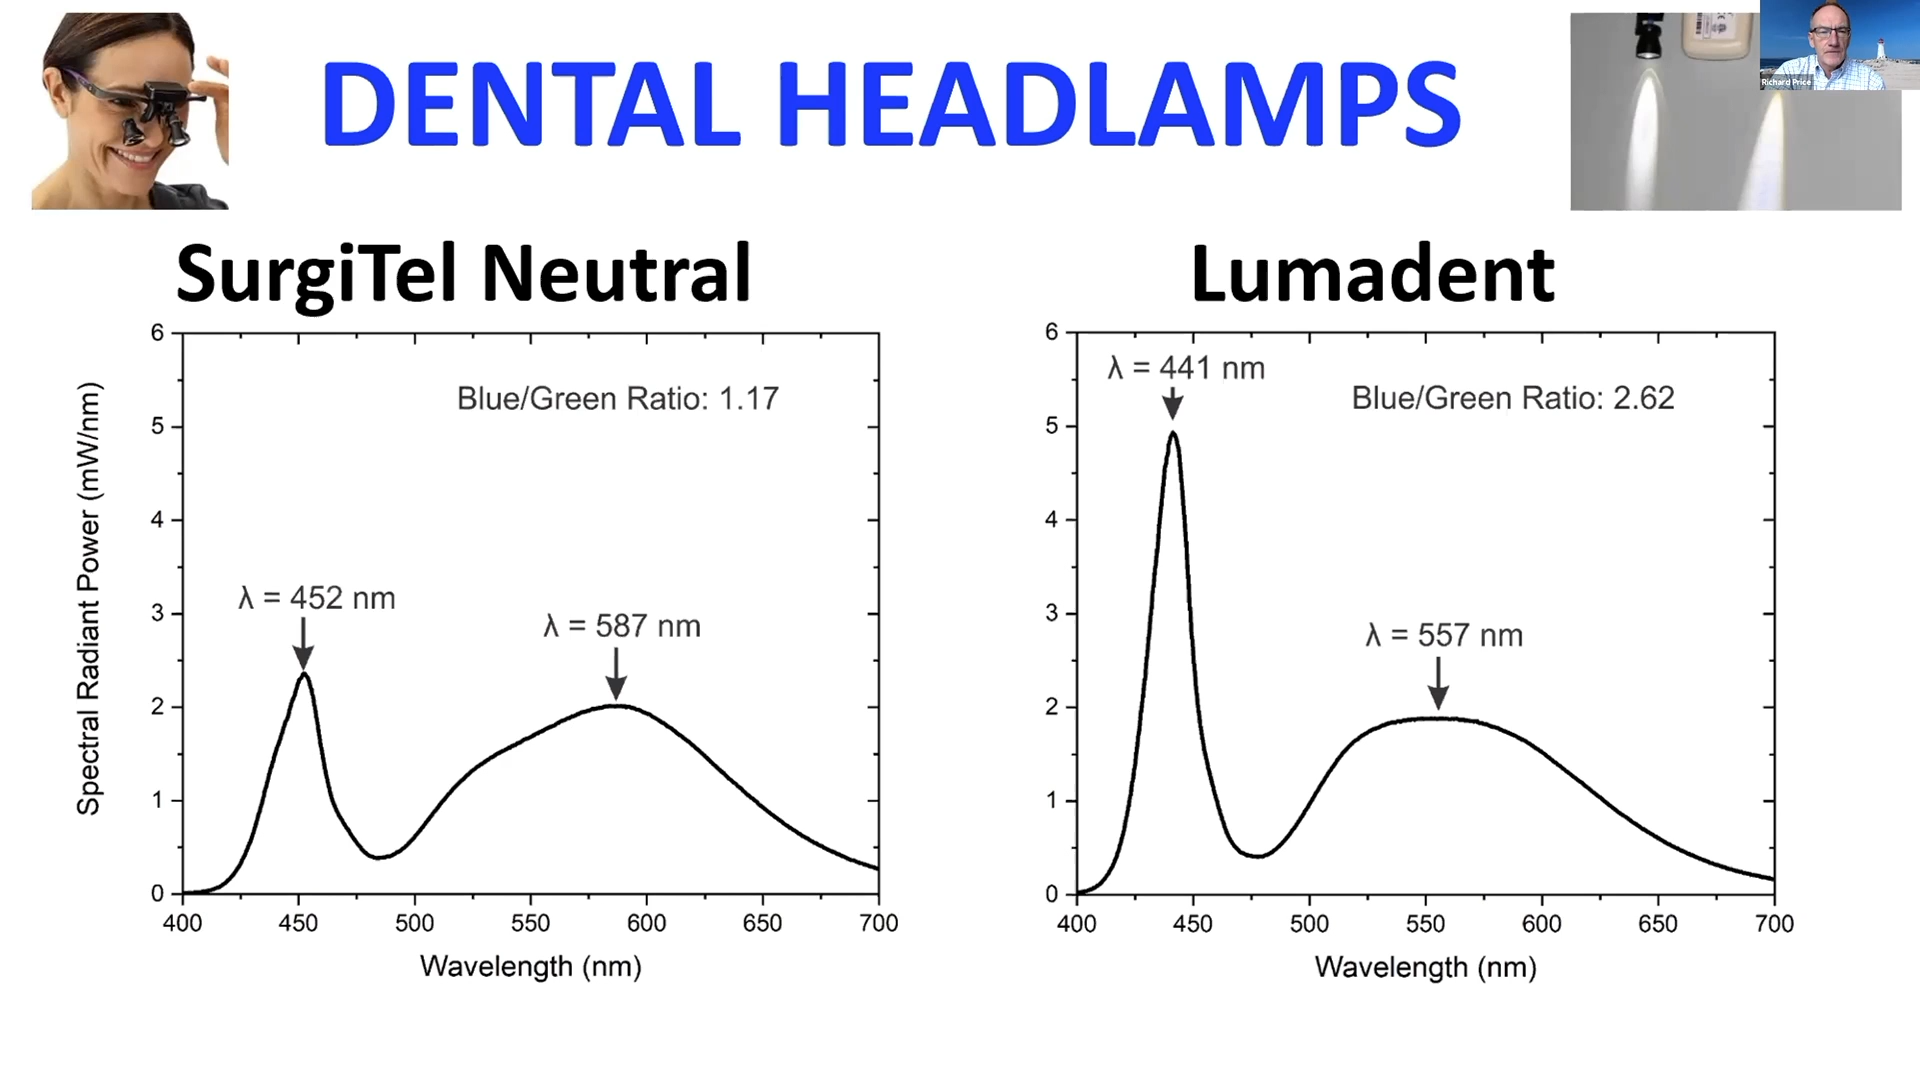 DENTAL HEADLAMPS
Richard Price
SurgiTel Neutral
Lumadent
6
5
4
3
2
1
0
Spectral Radiant Power (mW/nm)
Blue/Green Ratio: 1.17
λ = 452 nm
λ = 587 nm
400 450 500 550 600 650 700
Wavelength (nm)
6
5
4
3
2
1
0
λ = 441 nm
Blue/Green Ratio: 2.62
λ = 557 nm
400 450 500 550 600 650 700
Wavelength (nm)